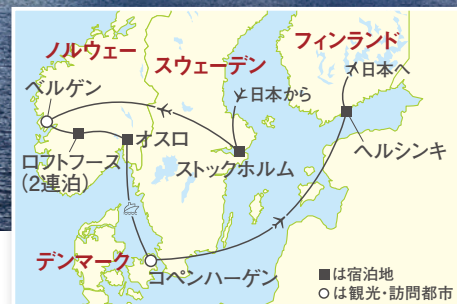 ノルウェー
スウェーデン
フィンランド
ベルゲン
日本から
日本へ
ロフトフース
(2連泊)
オスロ
ストックホルム
ヘルシンキ
デンマーク
コペンハーゲン
■は宿泊地
○は観光・訪問都市